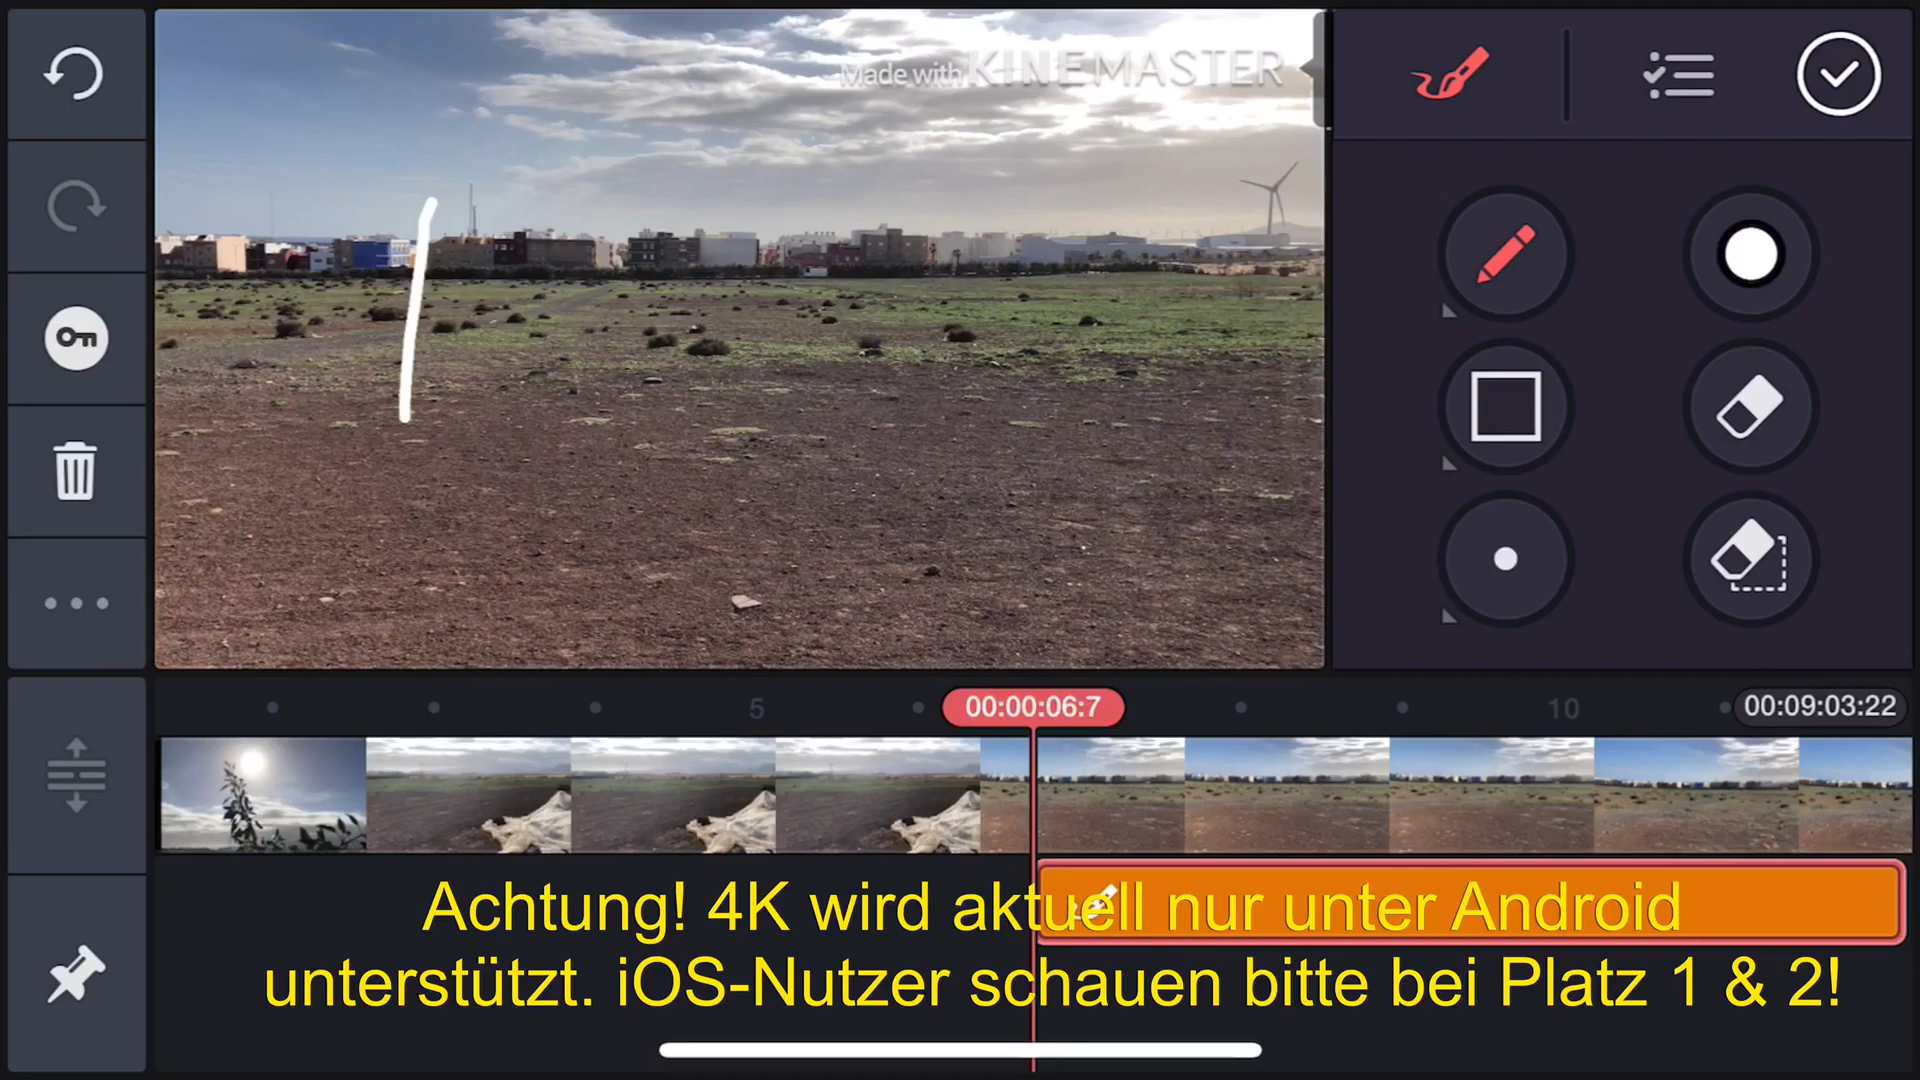 Made with KINEMASTER
5
00:00:06:7
10
00:09:03:22
Achtung! 4K wird aktuell nur unter Android
unterstützt. iOS-Nutzer schauen bitte bei Platz 1 & 2!